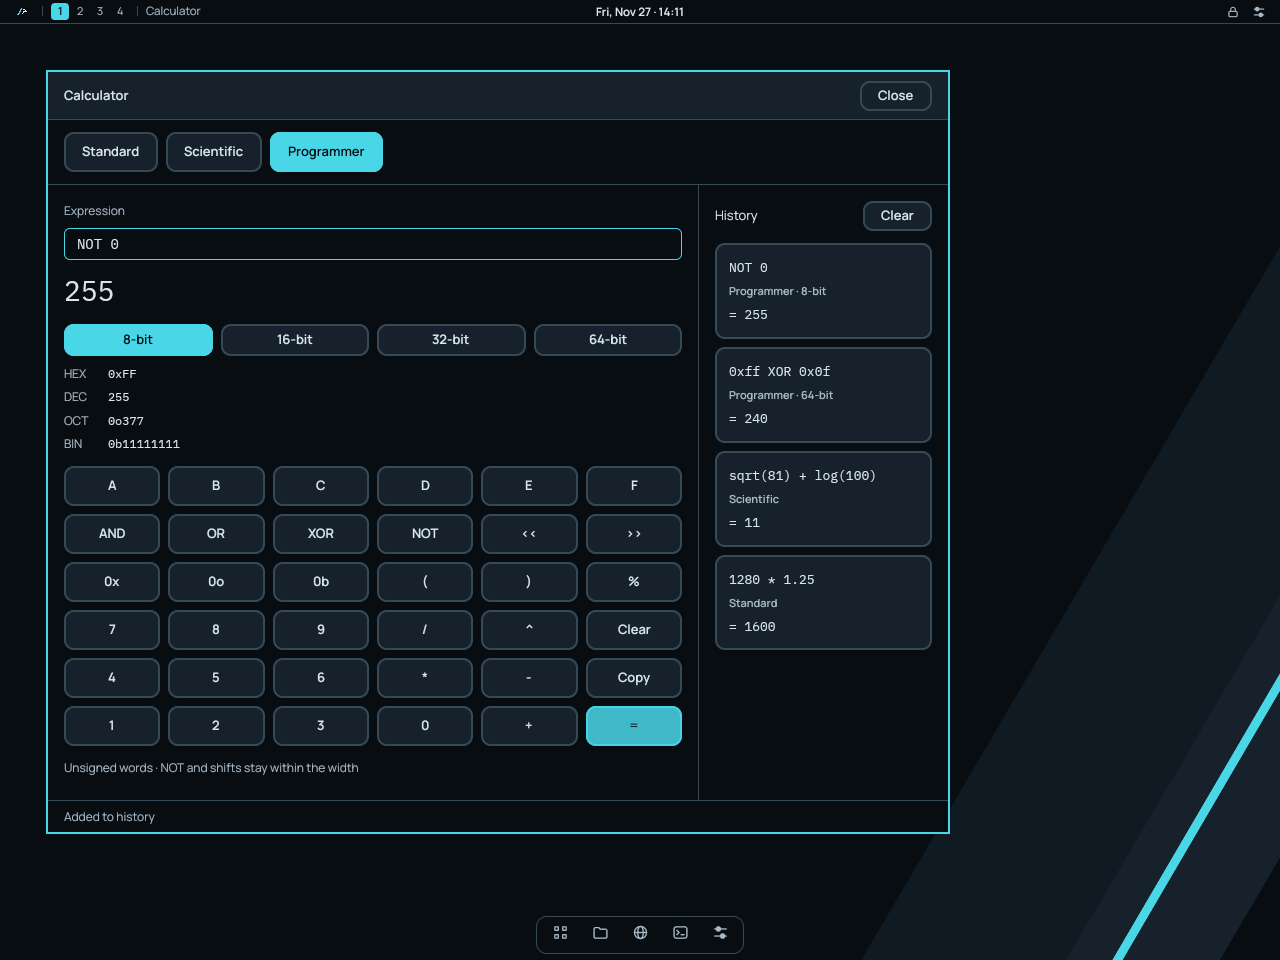 1 2 3 4 Calculator Fri, Nov 27 · 14:11
Calculator Close
Standard Scientific Programmer
Expression
NOT 0
255
8-bit 16-bit 32-bit 64-bit
HEX 0xFF
DEC 255
OCT 0o377
BIN 0b11111111
A B C D E F
AND OR XOR NOT << >>
0x 0o 0b ( ) %
7 8 9 / ^ Clear
4 5 6 * - Copy
1 2 3 0 + =
Unsigned words · NOT and shifts stay within the width
History Clear
NOT 0
Programmer · 8-bit
= 255
0xff XOR 0x0f
Programmer · 64-bit
= 240
sqrt(81) + log(100)
Scientific
= 11
1280 * 1.25
Standard
= 1600
Added to history